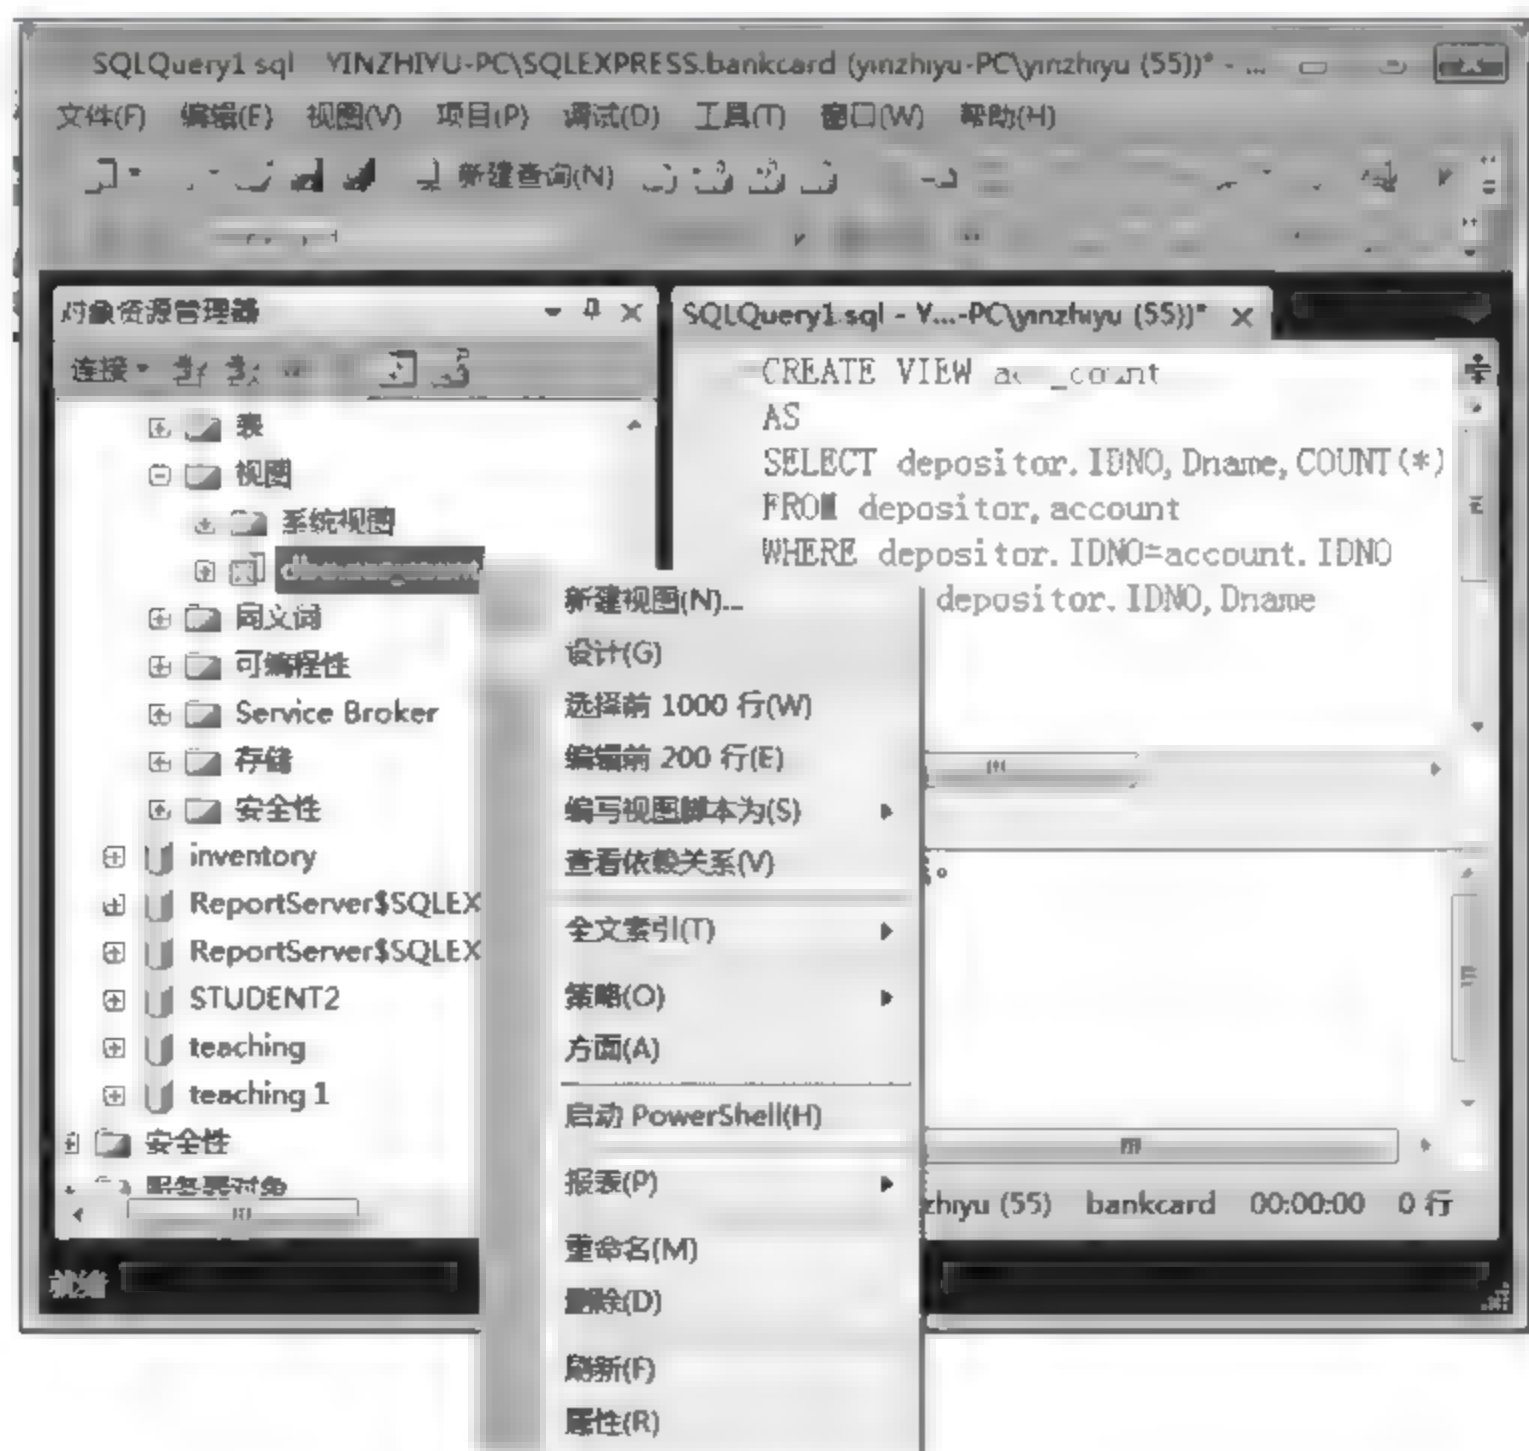 SQLQuery1 sql YINZHIYU-PC\SQLEXPRESS.bankcard (yinzhiyu-PC\yinzhiyu (55))* - ...
文件(F) 编辑(E) 视图(V) 项目(P) 调试(D) 工具(T) 窗口(W) 帮助(H)
新建查询(N)
对象资源管理器
连接
表
视图
系统视图
同义词
可编程性
Service Broker
存储
安全性
inventory
ReportServer$SQLEX
ReportServer$SQLEX
STUDENT2
teaching
teaching 1
安全性
服务器对象
就绪
SQLQuery1.sql - Y...-PC\yinzhiyu (55))*
CREATE VIEW
AS
SELECT depositor.IDNO,Dname,COUNT(*)
FROM depositor,account
WHERE depositor.IDNO=account.IDNO
depositor.IDNO,Dname
新建视图(N)...
设计(G)
选择前 1000 行(W)
编辑前 200 行(E)
编写视图脚本为(S)
查看依赖关系(V)
全文索引(T)
策略(O)
方面(A)
启动 PowerShell(H)
报表(P)
重命名(M)
删除(D)
刷新(F)
属性(R)
zhiyu (55) bankcard 00:00:00 0 行